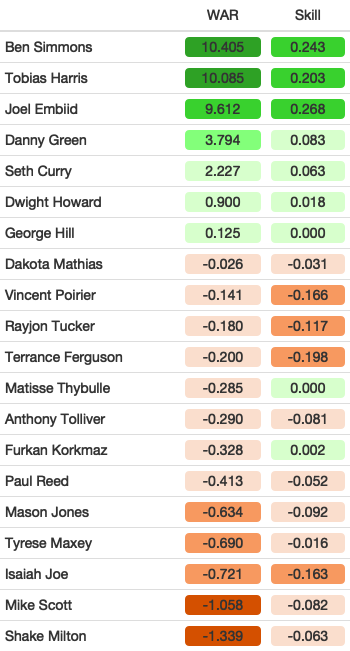 WAR Skill
Ben Simmons 10.405 0.243
Tobias Harris 10.085 0.203
Joel Embiid 9.612 0.268
Danny Green 3.794 0.083
Seth Curry 2.227 0.063
Dwight Howard 0.900 0.018
George Hill 0.125 0.000
Dakota Mathias -0.026 -0.031
Vincent Poirier -0.141 -0.166
Rayjon Tucker -0.180 -0.117
Terrance Ferguson -0.200 -0.198
Matisse Thybulle -0.285 0.000
Anthony Tolliver -0.290 -0.081
Furkan Korkmaz -0.328 0.002
Paul Reed -0.413 -0.052
Mason Jones -0.634 -0.092
Tyrese Maxey -0.690 -0.016
Isaiah Joe -0.721 -0.163
Mike Scott -1.058 -0.082
Shake Milton -1.339 -0.063